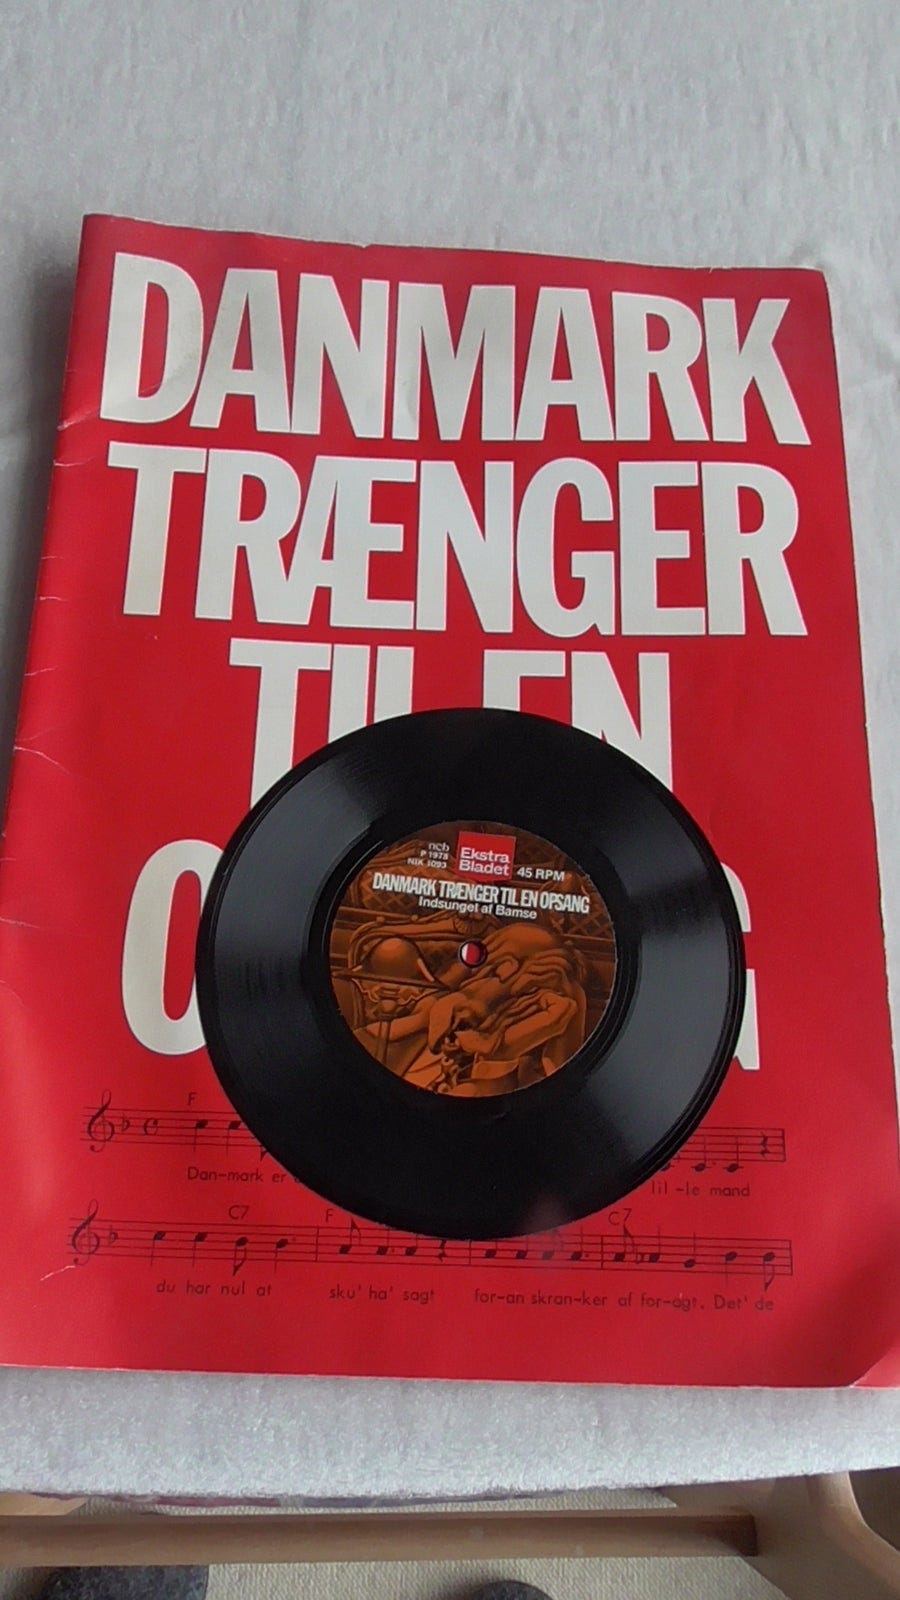 DANMARK
TRÆNGER
TIL EN
ncb
P 1978
NIK 1093
Ekstra
Bladet
45 RPM
DANMARK TRÆNGER TIL EN OPSANG
Indsunget af Bamse
F
Dan-mark er
lil-le mand
C7 F C7
du har nul at sku' ha' sagt for-an skran-ker af for-agt. Det' de